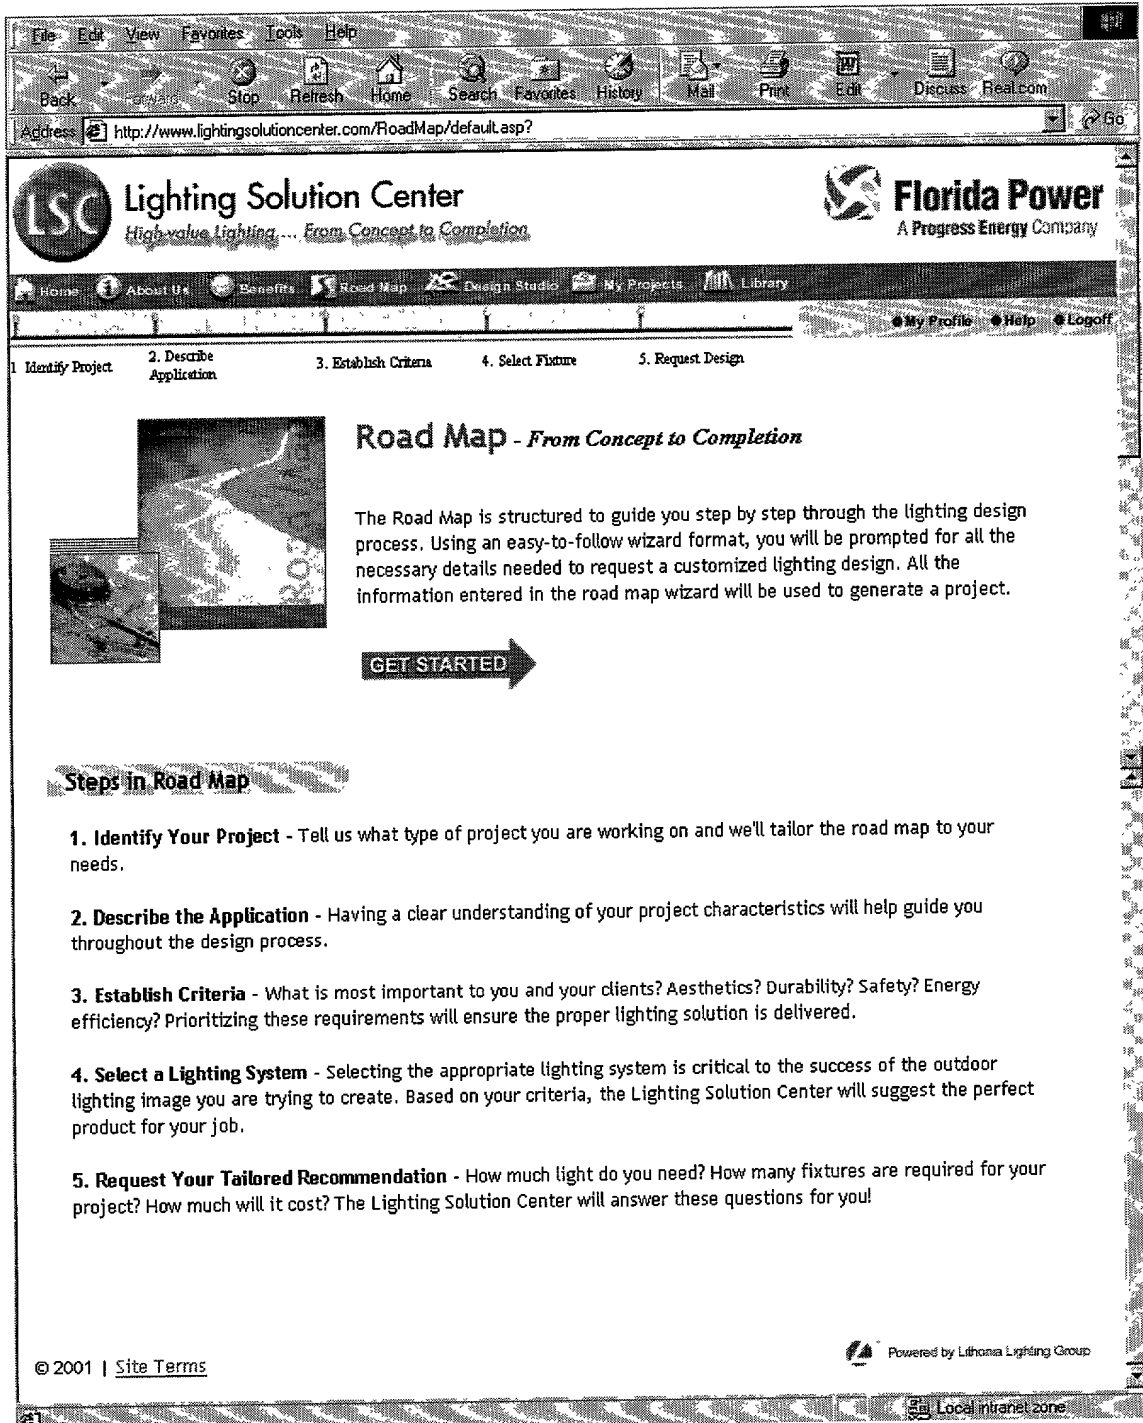 File Edit View Favorites Tools Help
Back Forward Stop Refresh Home Search Favorites History Mail Print Edit Discuss Real.com
Address http://www.lightingsolutioncenter.com/RoadMap/default.asp? Go
LSC Lighting Solution Center
High-value Lighting... From Concept to Completion
Florida Power
A Progress Energy Company
Home About Us Benefits Road Map Design Studio My Projects Library
My Profile Help Logoff
1 Identify Project 2. Describe Application 3. Establish Criteria 4. Select Fixture 5. Request Design
Road Map - From Concept to Completion
The Road Map is structured to guide you step by step through the lighting design
process. Using an easy-to-follow wizard format, you will be prompted for all the
necessary details needed to request a customized lighting design. All the
information entered in the road map wizard will be used to generate a project.
GET STARTED
Steps in Road Map
1. Identify Your Project - Tell us what type of project you are working on and we'll tailor the road map to your
needs.
2. Describe the Application - Having a clear understanding of your project characteristics will help guide you
throughout the design process.
3. Establish Criteria - What is most important to you and your clients? Aesthetics? Durability? Safety? Energy
efficiency? Prioritizing these requirements will ensure the proper lighting solution is delivered.
4. Select a Lighting System - Selecting the appropriate lighting system is critical to the success of the outdoor
lighting image you are trying to create. Based on your criteria, the Lighting Solution Center will suggest the perfect
product for your job.
5. Request Your Tailored Recommendation - How much light do you need? How many fixtures are required for your
project? How much will it cost? The Lighting Solution Center will answer these questions for you!
© 2001 | Site Terms
Powered by Lithonia Lighting Group
Local intranet zone